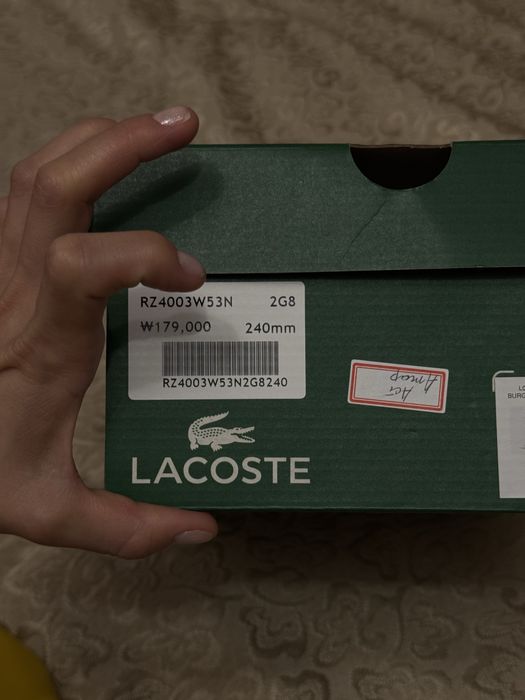 RZ4003W53N 2G8
₩179,000 240mm
RZ4003W53N2G8240
LACOSTE